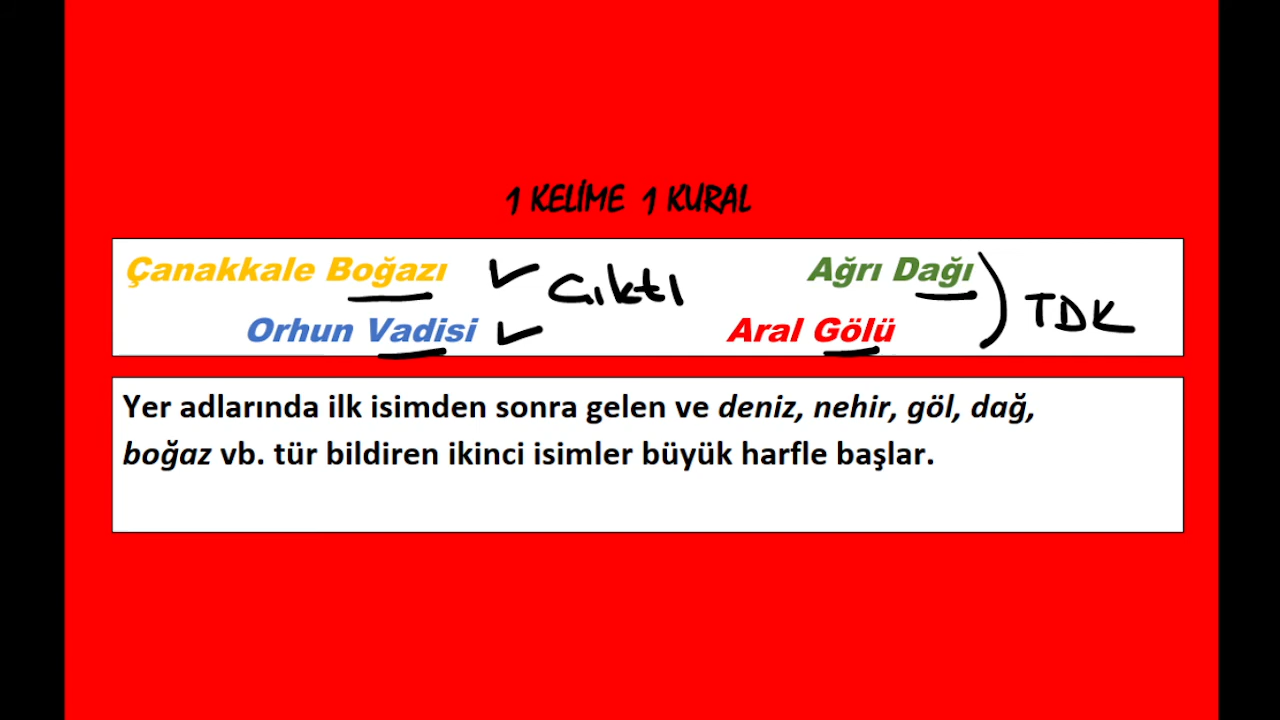 1 KELİME 1 KURAL
Çanakkale Boğazı Çıktı Ağrı Dağı
Orhun Vadisi Aral Gölü TDK
Yer adlarında ilk isimden sonra gelen ve deniz, nehir, göl, dağ,
boğaz vb. tür bildiren ikinci isimler büyük harfle başlar.